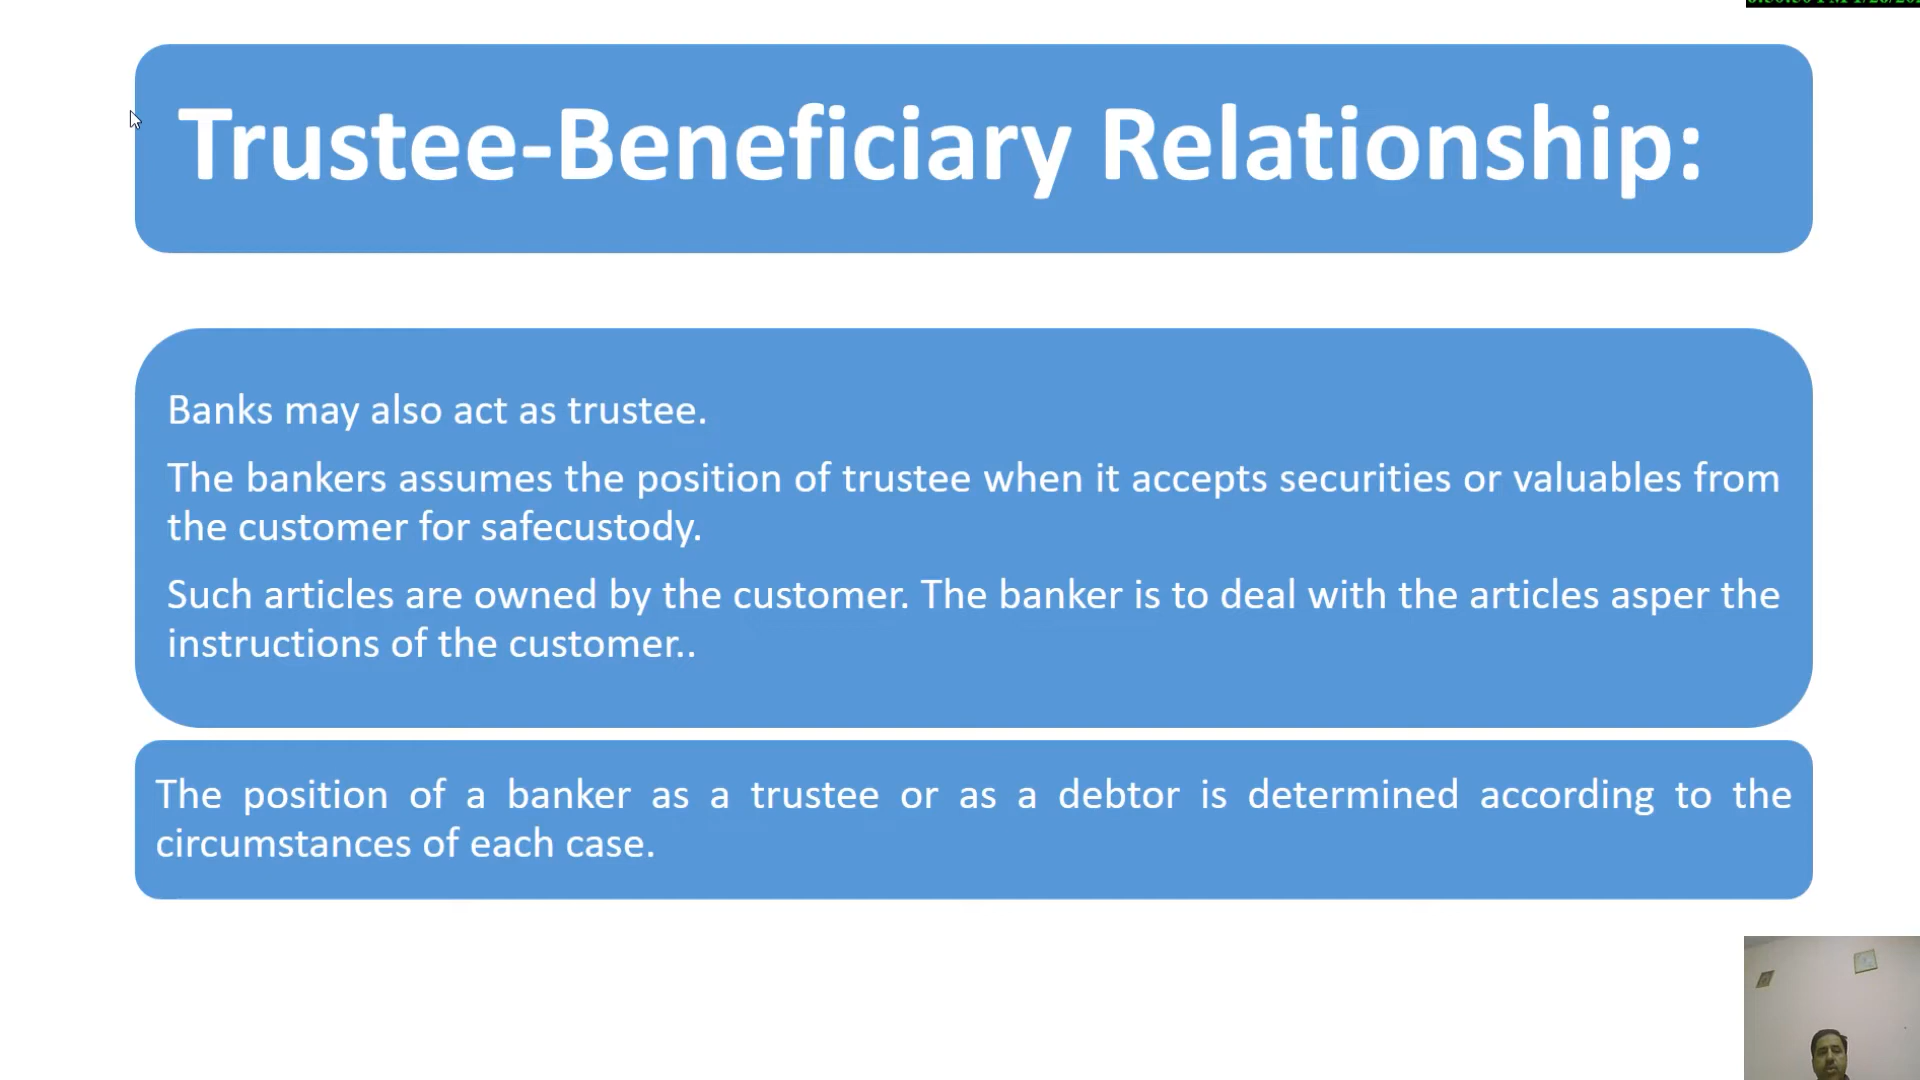 Trustee-Beneficiary Relationship:
Banks may also act as trustee.
The bankers assumes the position of trustee when it accepts securities or valuables from
the customer for safecustody.
Such articles are owned by the customer. The banker is to deal with the articles asper the
instructions of the customer..
The position of a banker as a trustee or as a debtor is determined according to the
circumstances of each case.